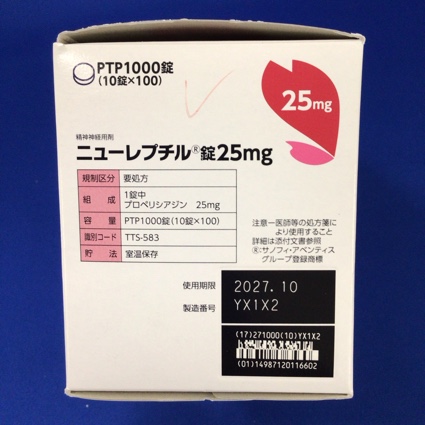 PTP1000錠
(10錠×100)
25mg
精神神経用剤
ニューレプチル®錠25mg
規制区分 要処方
組成 1錠中
プロペリシアジン 25mg
容量 PTP1000錠(10錠×100)
識別コード TTS-583
貯法 室温保存
注意－医師等の処方箋に
より使用すること
詳細は添付文書参照
®:サノフィ・アベンティス
グループ登録商標
使用期限 2027.10
製造番号 YX1X2
(17)271000(10)YX1X2
(01)14987120116602